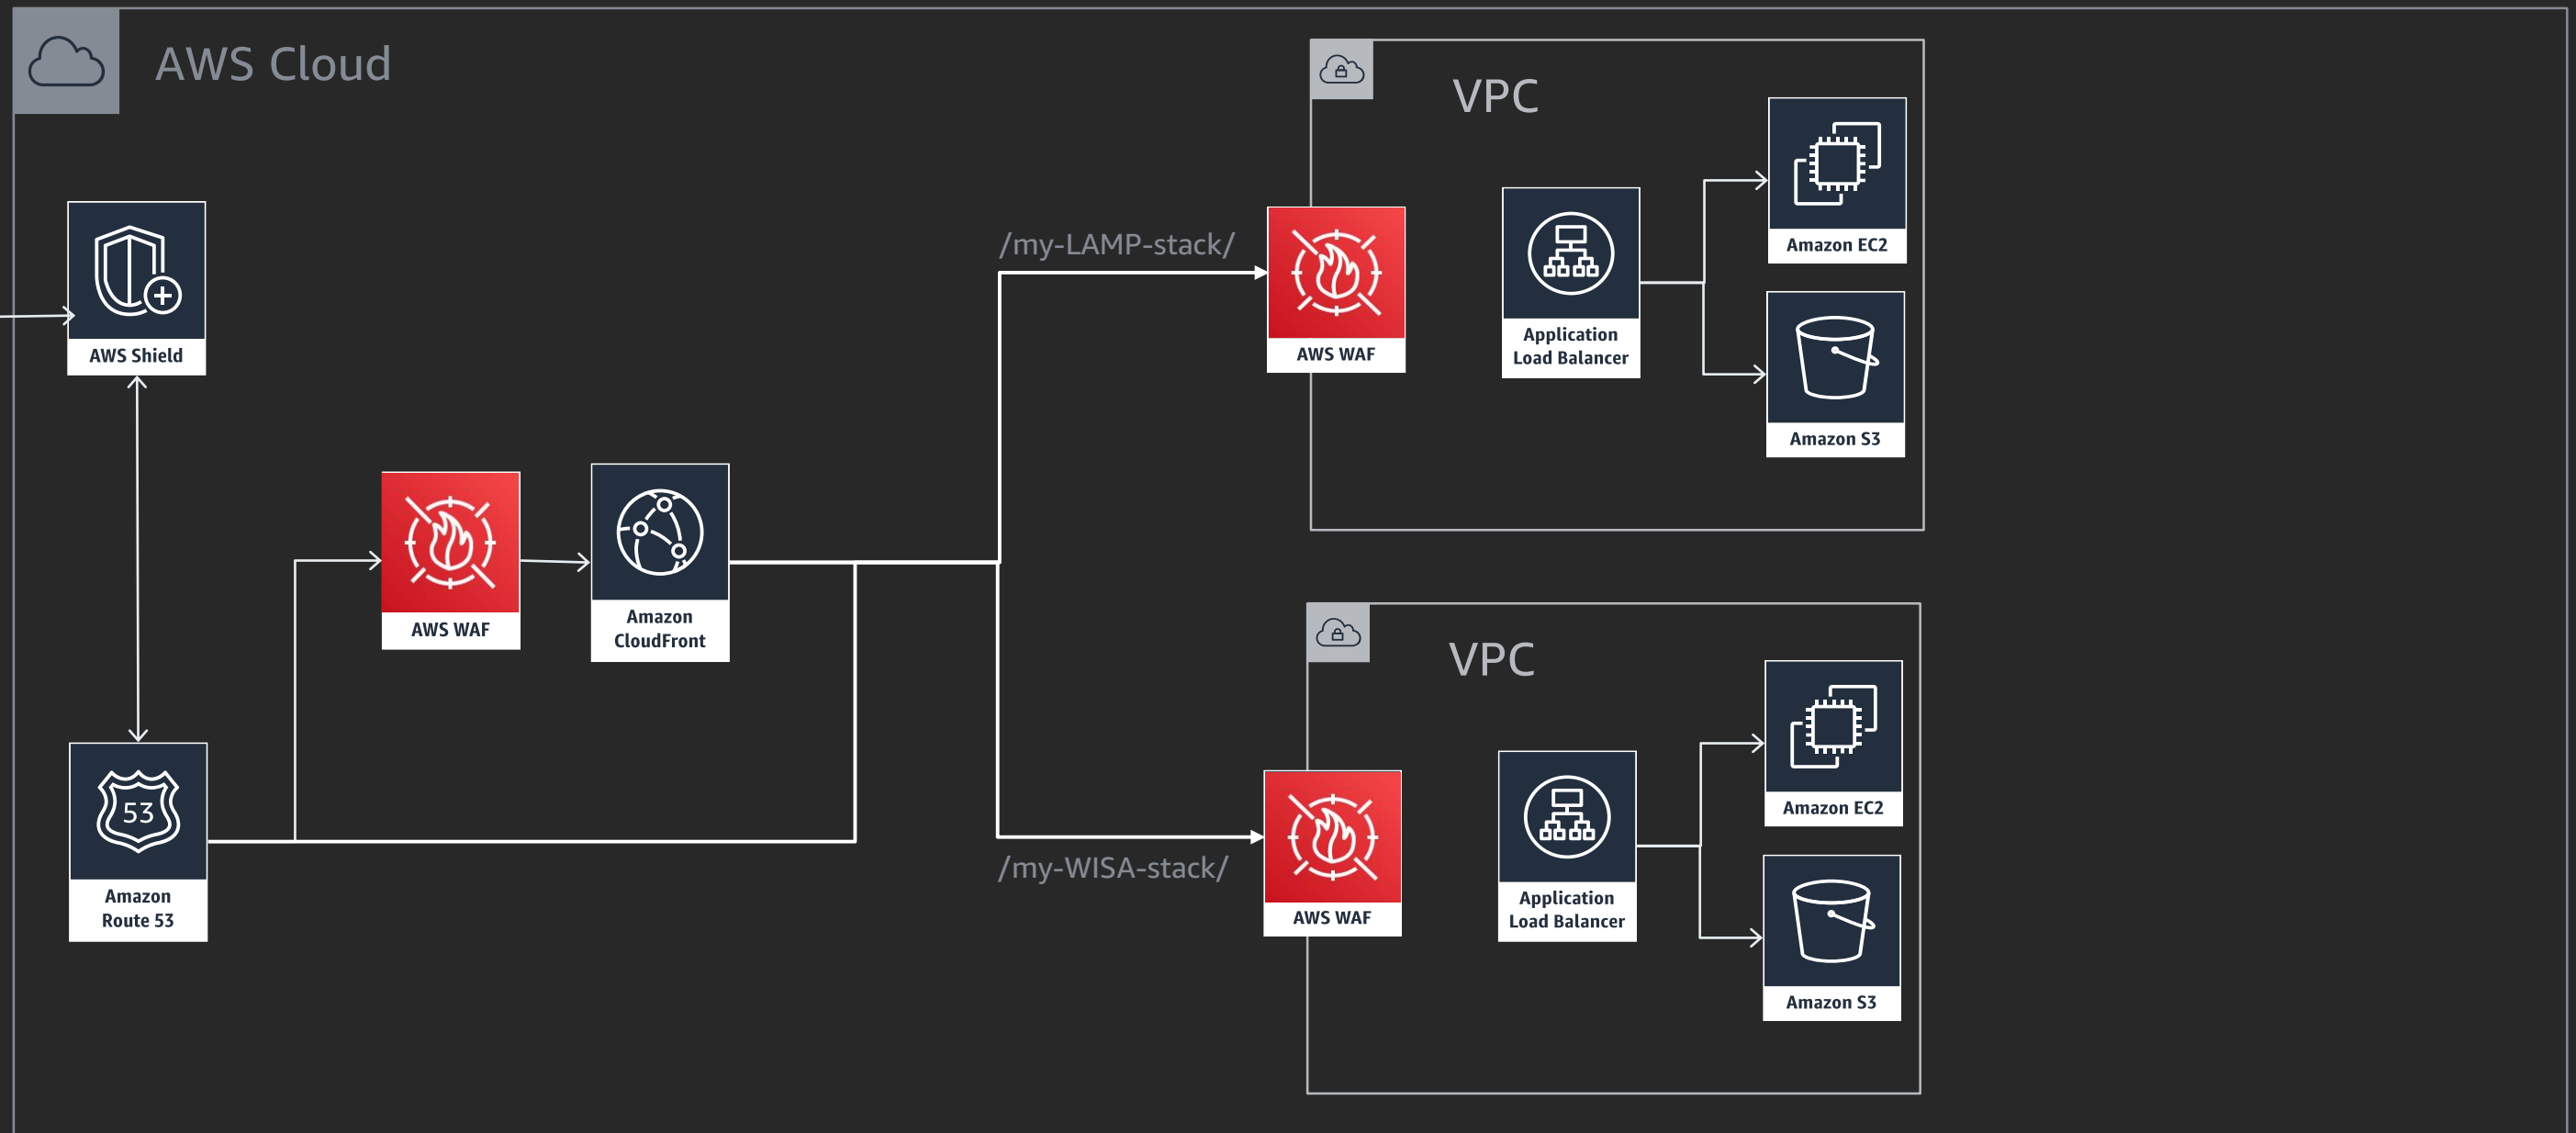 AWS Cloud
AWS Shield
53
Amazon
Route 53
AWS WAF
Amazon
CloudFront
/my-LAMP-stack/
/my-WISA-stack/
VPC
AWS WAF
Application
Load Balancer
Amazon EC2
Amazon S3
VPC
AWS WAF
Application
Load Balancer
Amazon EC2
Amazon S3